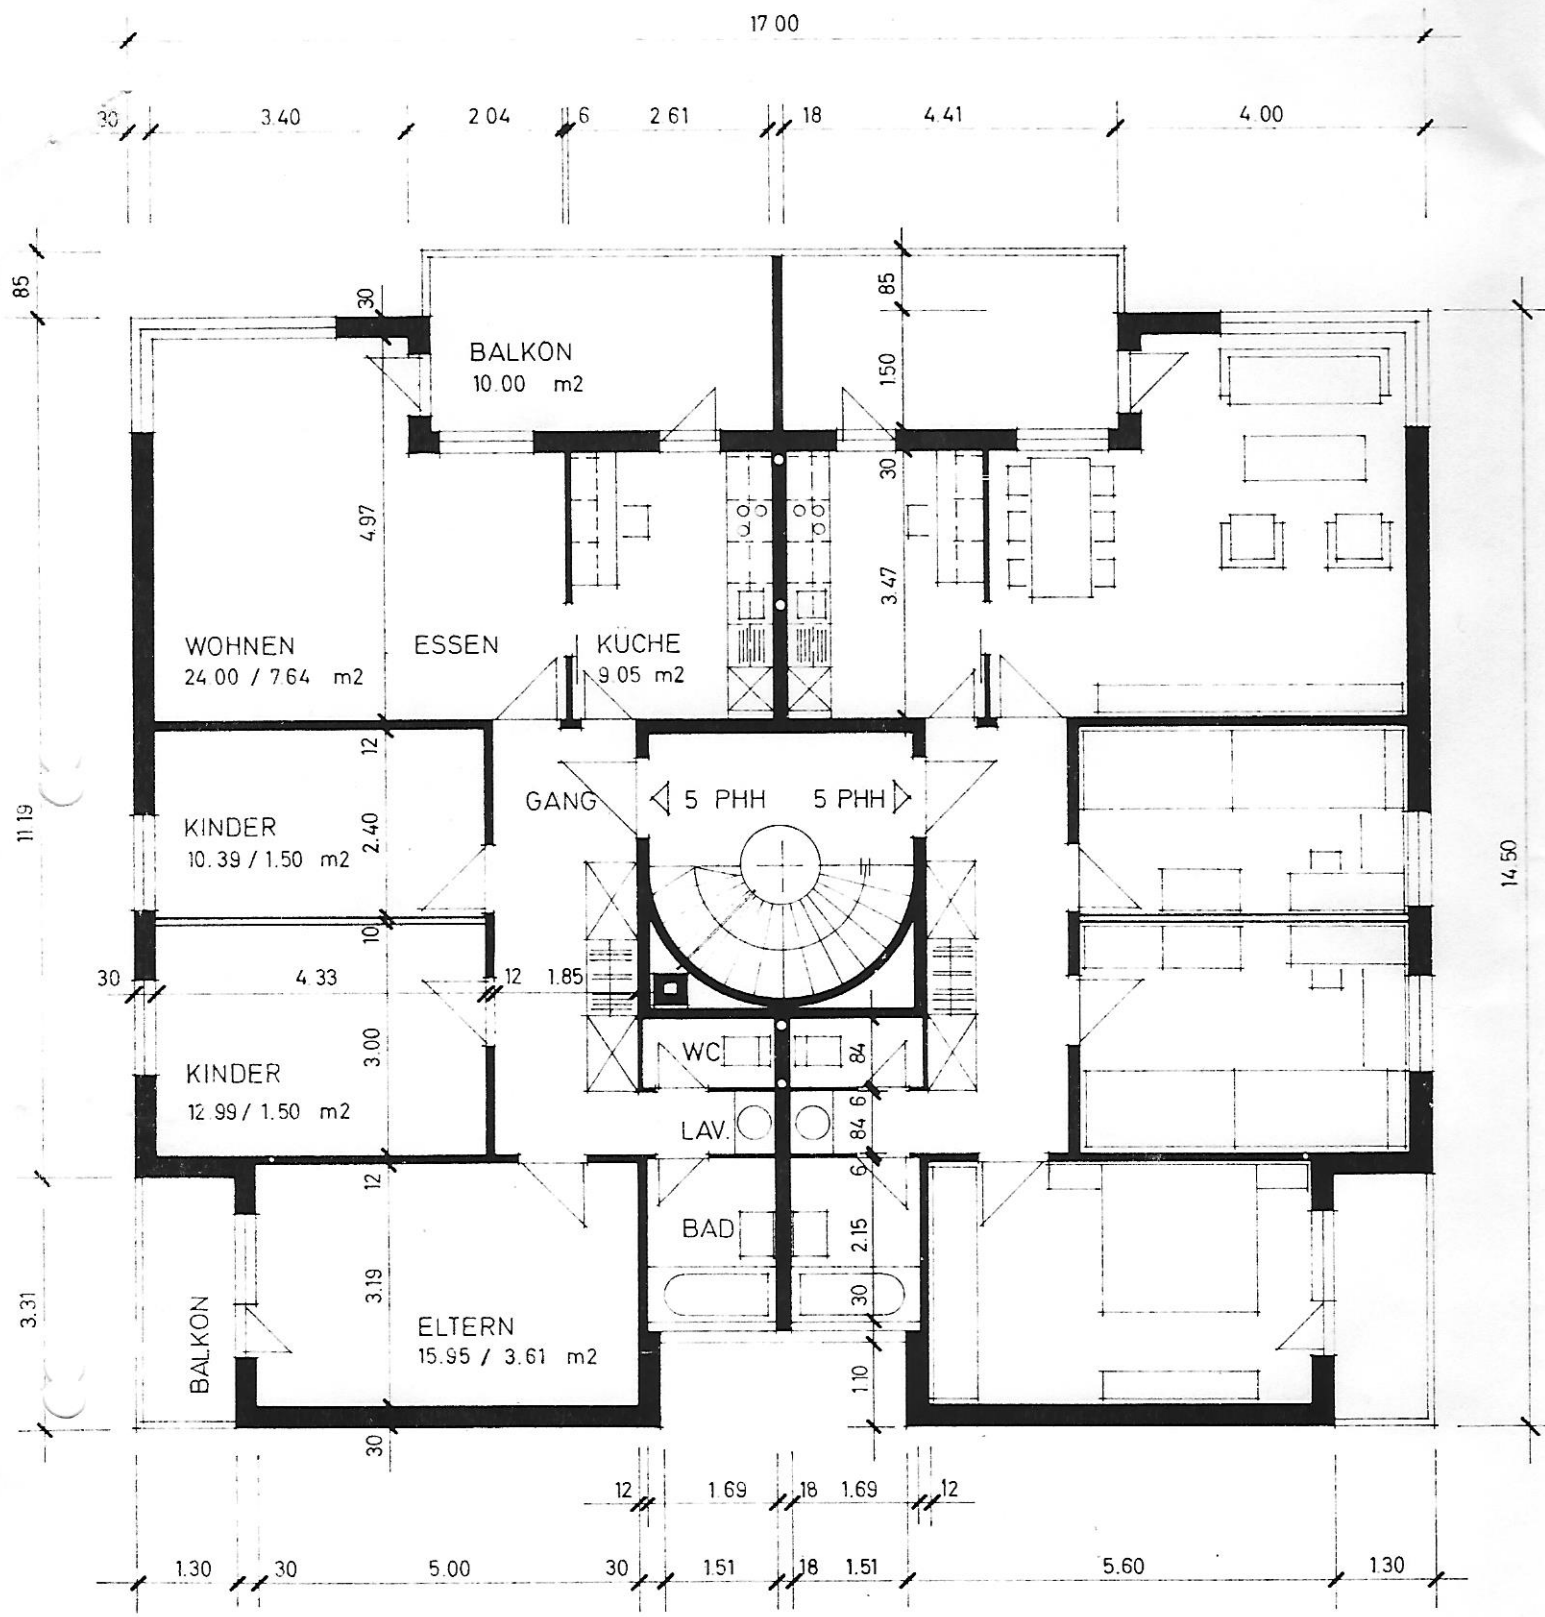 17 00
30 3.40 2.04 6 2.61 18 4.41 4.00
85
30
85
BALKON
10.00 m2
1.50
30
4.97
3.47
WOHNEN
24.00 / 7.64 m2
ESSEN
KÜCHE
9.05 m2
12
GANG
5 PHH
5 PHH
KINDER
10.39 / 1.50 m2
2.40
11.19
14.50
10
30 4.33 12 1.85
3.00
WC
84
KINDER
12.99 / 1.50 m2
6
LAV.
84
6
12
BAD
2.15
3.19
30
3.31
BALKON
ELTERN
15.95 / 3.61 m2
1.10
30
12 1.69 18 1.69 12
1.30 30 5.00 30 1.51 18 1.51 5.60 1.30